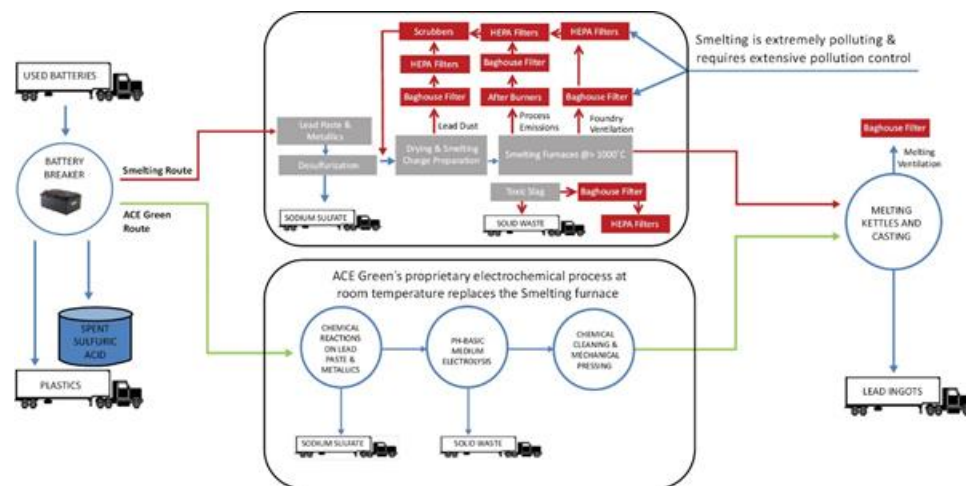 USED BATTERIES
BATTERY
BREAKER
Smelting Route
ACE Green
Route
SPENT
SULFURIC
ACID
PLASTICS
Scrubbers
HEPA Filters
HEPA Filters
HEPA Filters
Baghouse Filter
Baghouse Filter
After Burners
Baghouse Filter
Lead Dust
Process
Emissions
Foundry
Ventilation
Lead Paste &
Metallics
Desulfurization
Drying & Smelting
Charge Preparation
Smelting Furnaces @> 1000°C
SODIUM SULFATE
Toxic Slag
Baghouse Filter
SOLID WASTE
HEPA Filters
Smelting is extremely polluting &
requires extensive pollution control
ACE Green's proprietary electrochemical process at
room temperature replaces the Smelting furnace
CHEMICAL
REACTIONS
ON LEAD
PASTE &
METALLICS
PH-BASIC
MEDIUM
ELECTROLYSIS
CHEMICAL
CLEANING &
MECHANICAL
PRESSING
SODIUM SULFATE
SOLID WASTE
Baghouse Filter
Melting
Ventilation
MELTING
KETTLES AND
CASTING
LEAD INGOTS